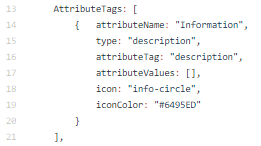 13 AttributeTags: [
14 { attributeName: "Information",
15 type: "description",
16 attributeTag: "description",
17 attributeValues: [],
18 icon: "info-circle",
19 iconColor: "#6495ED"
20 }
21 ],